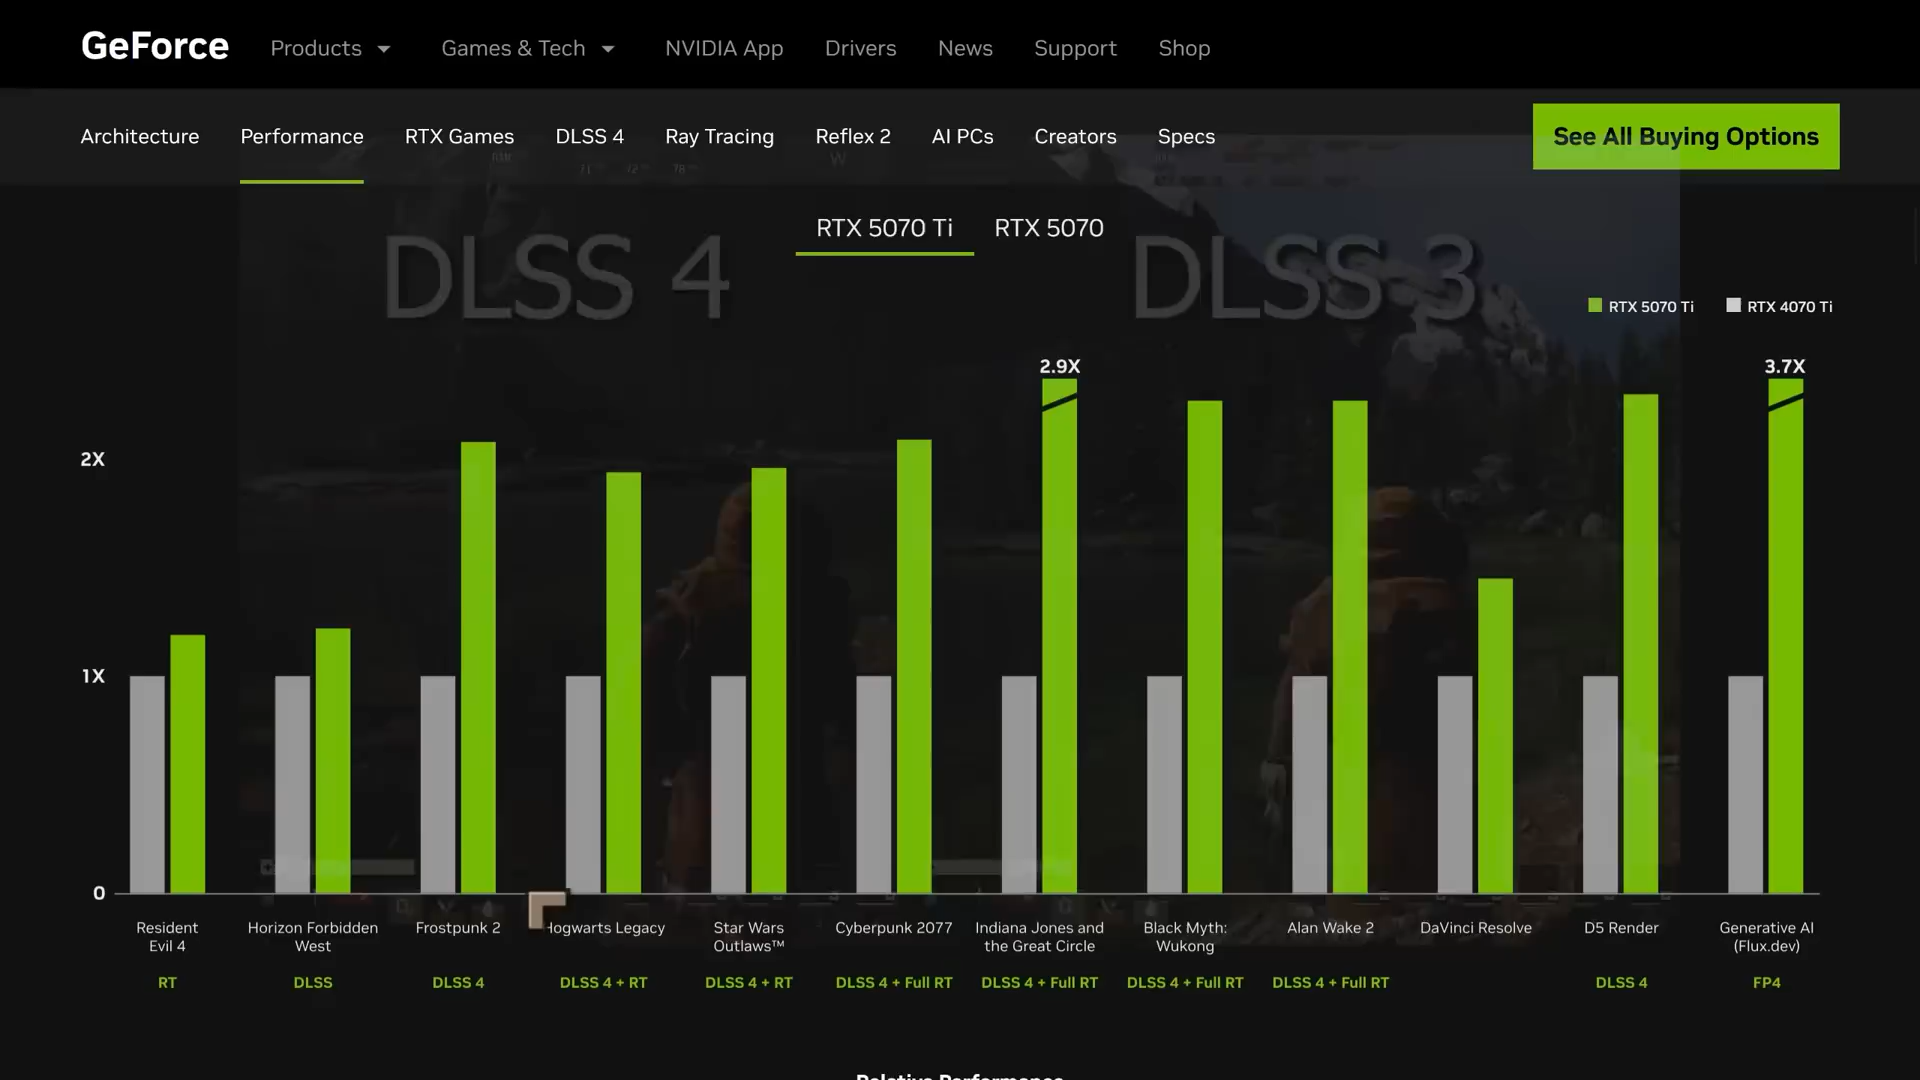 GeForce Products Games & Tech NVIDIA App Drivers News Support Shop
Architecture Performance RTX Games DLSS 4 Ray Tracing Reflex 2 AI PCs Creators Specs See All Buying Options
RTX 5070 Ti RTX 5070
DLSS 4 DLSS 3
RTX 5070 Ti RTX 4070 Ti
2.9X 3.7X
2X
1X
0
Resident
Evil 4
RT
Horizon Forbidden
West
DLSS
Frostpunk 2
DLSS 4
Hogwarts Legacy
DLSS 4 + RT
Star Wars
Outlaws™
DLSS 4 + RT
Cyberpunk 2077
DLSS 4 + Full RT
Indiana Jones and
the Great Circle
DLSS 4 + Full RT
Black Myth:
Wukong
DLSS 4 + Full RT
Alan Wake 2
DLSS 4 + Full RT
DaVinci Resolve
D5 Render
DLSS 4
Generative AI
(Flux.dev)
FP4
Relative Performance